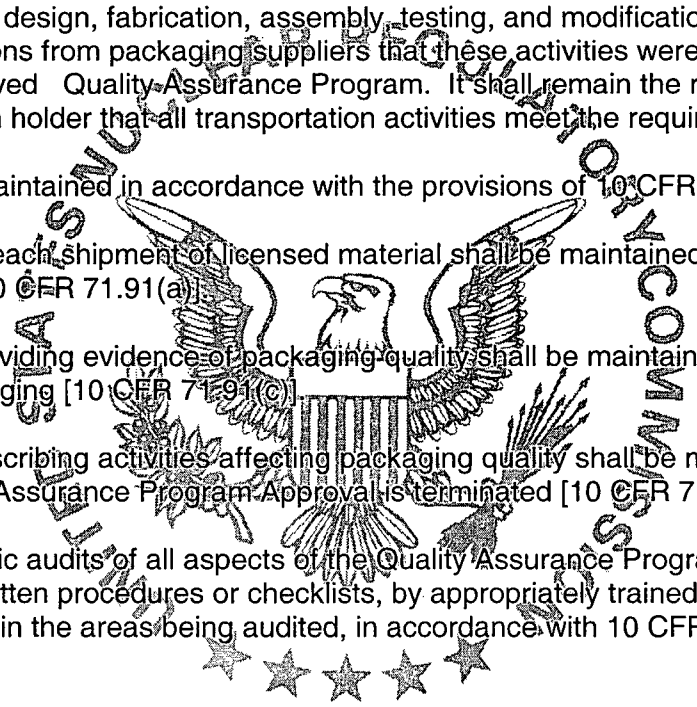 design, fabrication, assembly, testing, and modificatio
ons from packaging suppliers that these activities were
ved Quality Assurance Program. It shall remain the r
holder that all transportation activities meet the requir
aintained in accordance with the provisions of 10 CFR
each shipment of licensed material shall be maintained
0 CFR 71.91(a)].
viding evidence of packaging quality shall be maintain
ging [10 CFR 71.91(c)].
scribing activities affecting packaging quality shall be m
Assurance Program Approval is terminated [10 CFR 7
ic audits of all aspects of the Quality Assurance Progra
tten procedures or checklists, by appropriately trained
in the areas being audited, in accordance with 10 CFR
UNITED STATES NUCLEAR REGULATORY COMMISSION